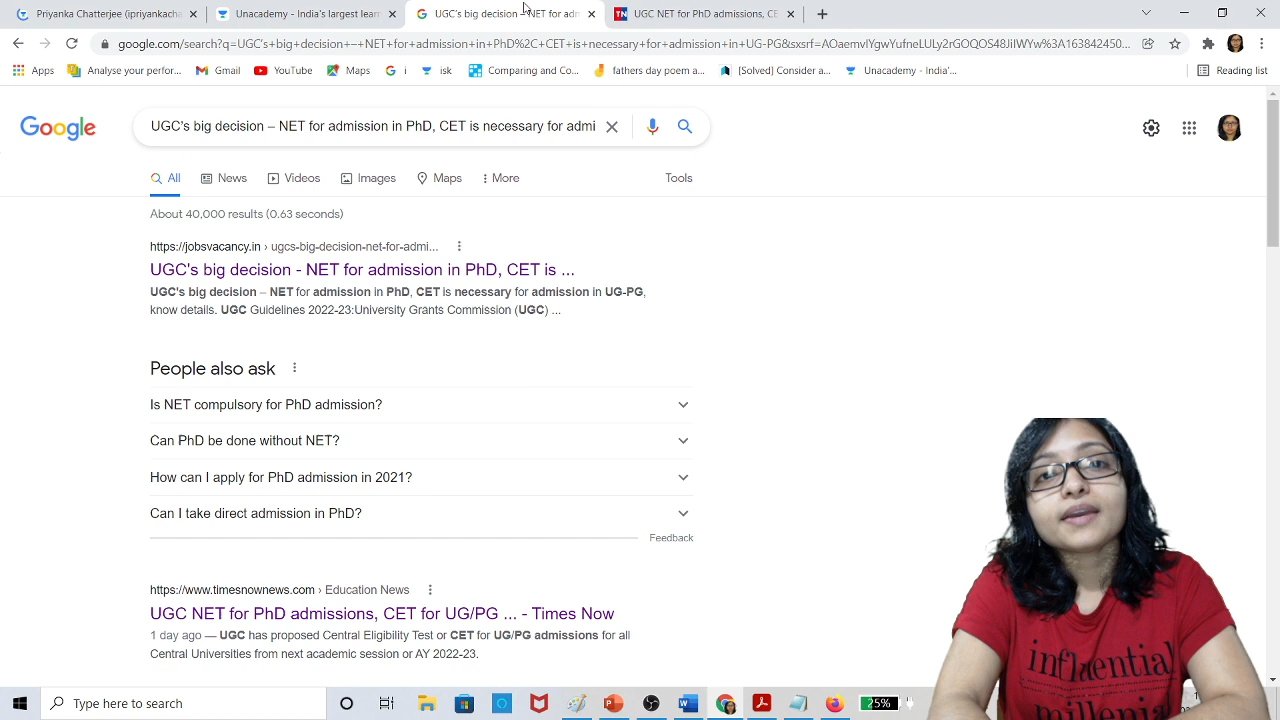 Priyanka Chatterjee (ipriyankacha
Unacademy - India's largest learn
UGC's big decision – NET for adm
UGC NET for PhD admissions, CE
google.com/search?q=UGC's+big+decision+–+NET+for+admission+in+PhD%2C+CET+is+necessary+for+admission+in+UG-PG&sxsrf=AOaemvIYgwYufneLULy2rGOQOS48JiIWYw%3A163842450...
Apps
Analyse your perfor...
Gmail
YouTube
Maps
i
isk
Comparing and Co...
fathers day poem a...
[Solved] Consider a...
Unacademy - India'...
Reading list
Google
UGC's big decision – NET for admission in PhD, CET is necessary for admi
All
News
Videos
Images
Maps
More
Tools
About 40,000 results (0.63 seconds)
https://jobsvacancy.in › ugcs-big-decision-net-for-admi...
UGC's big decision - NET for admission in PhD, CET is ...
UGC's big decision – NET for admission in PhD, CET is necessary for admission in UG-PG,
know details. UGC Guidelines 2022-23:University Grants Commission (UGC) ...
People also ask
Is NET compulsory for PhD admission?
Can PhD be done without NET?
How can I apply for PhD admission in 2021?
Can I take direct admission in PhD?
Feedback
https://www.timesnownews.com › Education News
UGC NET for PhD admissions, CET for UG/PG ... - Times Now
1 day ago — UGC has proposed Central Eligibility Test or CET for UG/PG admissions for all
Central Universities from next academic session or AY 2022-23.
influential
millenial
Type here to search
25%